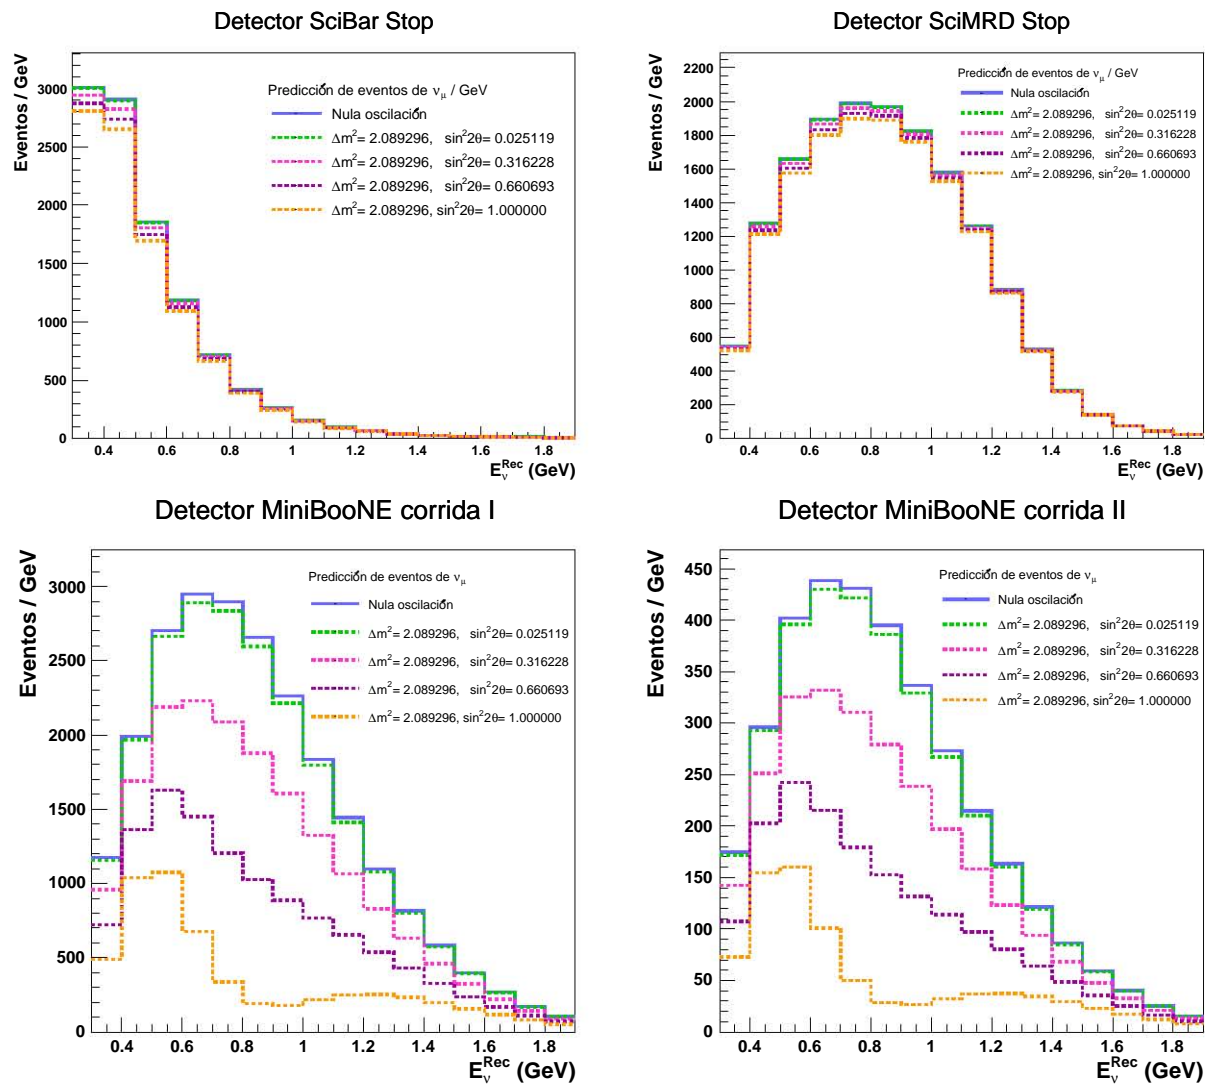 Detector SciBar Stop
Eventos / GeV
3000
2500
2000
1500
1000
500
0
Predicción de eventos de νμ / GeV
Nula oscilación
Δm²= 2.089296, sin²2θ= 0.025119
Δm²= 2.089296, sin²2θ= 0.316228
Δm²= 2.089296, sin²2θ= 0.660693
Δm²= 2.089296, sin²2θ= 1.000000
0.4 0.6 0.8 1 1.2 1.4 1.6 1.8
E_ν^Rec (GeV)
Detector SciMRD Stop
Eventos / GeV
2200
2000
1800
1600
1400
1200
1000
800
600
400
200
0
Predicción de eventos de νμ / GeV
Nula oscilación
Δm²= 2.089296, sin²2θ= 0.025119
Δm²= 2.089296, sin²2θ= 0.316228
Δm²= 2.089296, sin²2θ= 0.660693
Δm²= 2.089296, sin²2θ= 1.000000
0.4 0.6 0.8 1 1.2 1.4 1.6 1.8
E_ν^Rec (GeV)
Detector MiniBooNE corrida I
Eventos / GeV
3000
2500
2000
1500
1000
500
0
Predicción de eventos de νμ
Nula oscilación
Δm²= 2.089296, sin²2θ= 0.025119
Δm²= 2.089296, sin²2θ= 0.316228
Δm²= 2.089296, sin²2θ= 0.660693
Δm²= 2.089296, sin²2θ= 1.000000
0.4 0.6 0.8 1 1.2 1.4 1.6 1.8
E_ν^Rec (GeV)
Detector MiniBooNE corrida II
Eventos / GeV
450
400
350
300
250
200
150
100
50
0
Predicción de eventos de νμ
Nula oscilación
Δm²= 2.089296, sin²2θ= 0.025119
Δm²= 2.089296, sin²2θ= 0.316228
Δm²= 2.089296, sin²2θ= 0.660693
Δm²= 2.089296, sin²2θ= 1.000000
0.4 0.6 0.8 1 1.2 1.4 1.6 1.8
E_ν^Rec (GeV)